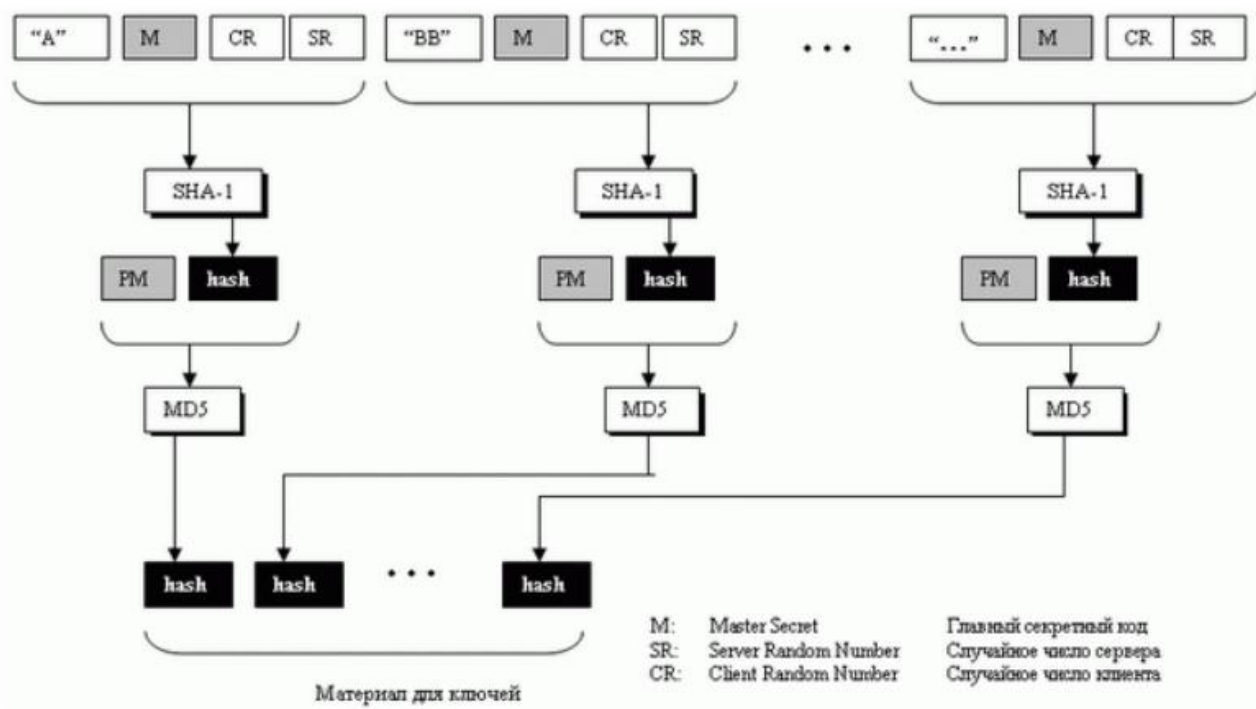 “A” M CR SR “BB” M CR SR • • • “...” M CR SR
SHA-1 SHA-1 SHA-1
PM hash PM hash PM hash
MD5 MD5 MD5
hash hash • • • hash
M: Master Secret Главный секретный код
SR: Server Random Number Случайное число сервера
CR: Client Random Number Случайное число клиента
Материал для ключей